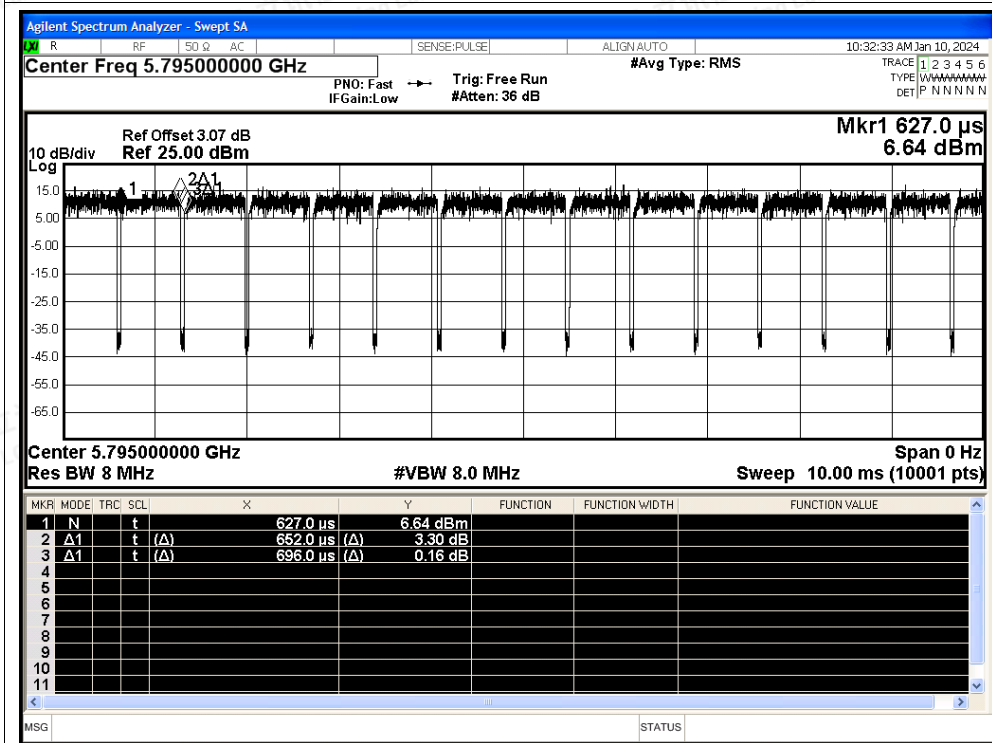 Agilent Spectrum Analyzer - Swept SA
LXI R RF 50 Ω AC SENSE:PULSE ALIGN AUTO 10:32:33 AM Jan 10, 2024
Center Freq 5.795000000 GHz #Avg Type: RMS TRACE 1 2 3 4 5 6
PNO: Fast Trig: Free Run TYPE
IFGain:Low #Atten: 36 dB DET P N N N N N
Mkr1 627.0 µs
Ref Offset 3.07 dB
10 dB/div Ref 25.00 dBm 6.64 dBm
Log
1 2Δ1
3Δ1
15.0
5.00
-5.00
-15.0
-25.0
-35.0
-45.0
-55.0
-65.0
Center 5.795000000 GHz Span 0 Hz
Res BW 8 MHz #VBW 8.0 MHz Sweep 10.00 ms (10001 pts)
MKR MODE TRC SCL X Y FUNCTION FUNCTION WIDTH FUNCTION VALUE
1 N t 627.0 µs 6.64 dBm
2 Δ1 t (Δ) 652.0 µs (Δ) 3.30 dB
3 Δ1 t (Δ) 696.0 µs (Δ) 0.16 dB
4
5
6
7
8
9
10
11
MSG STATUS